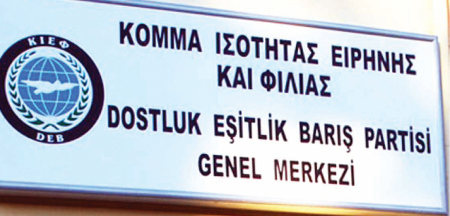 ΚΙΕΦ
DEB
ΚΟΜΜΑ ΙΣΟΤΗΤΑΣ ΕΙΡΗΝΗΣ
ΚΑΙ ΦΙΛΙΑΣ
DOSTLUK EŞİTLİK BARIŞ PARTİSİ
GENEL MERKEZİ